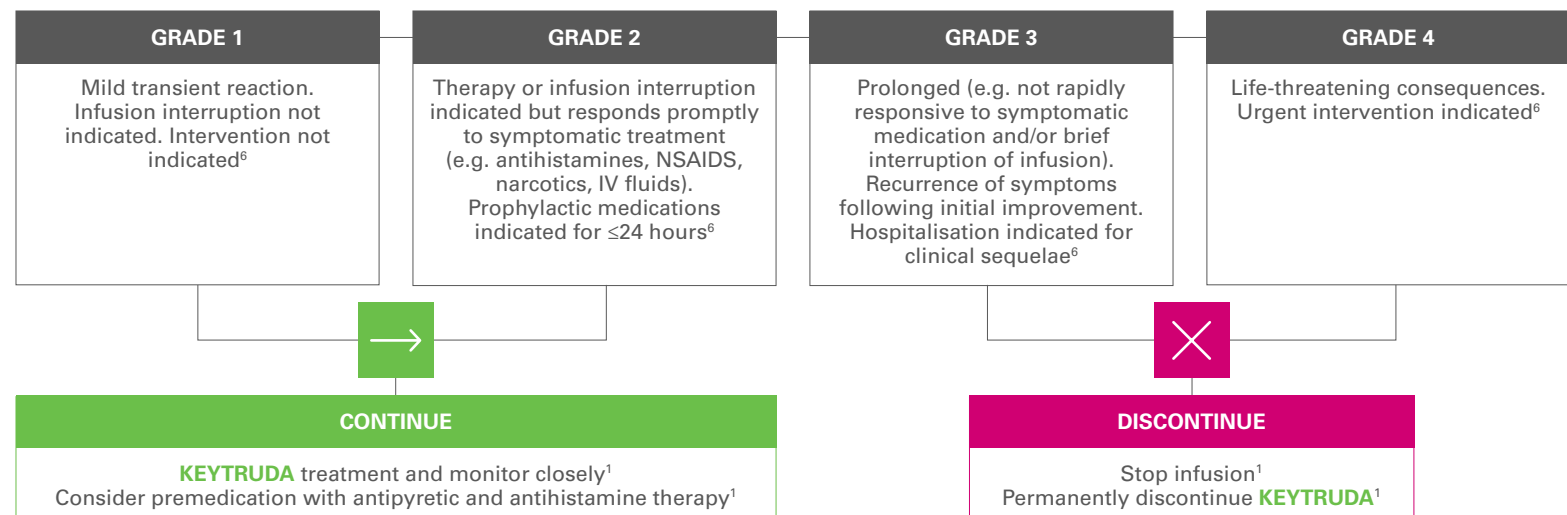 GRADE 1
Mild transient reaction.
Infusion interruption not
indicated. Intervention not
indicated⁶
GRADE 2
Therapy or infusion interruption
indicated but responds promptly
to symptomatic treatment
(e.g. antihistamines, NSAIDS,
narcotics, IV fluids).
Prophylactic medications
indicated for ≤24 hours⁶
GRADE 3
Prolonged (e.g. not rapidly
responsive to symptomatic
medication and/or brief
interruption of infusion).
Recurrence of symptoms
following initial improvement.
Hospitalisation indicated for
clinical sequelae⁶
GRADE 4
Life-threatening consequences.
Urgent intervention indicated⁶
CONTINUE
KEYTRUDA treatment and monitor closely¹
Consider premedication with antipyretic and antihistamine therapy¹
DISCONTINUE
Stop infusion¹
Permanently discontinue KEYTRUDA¹